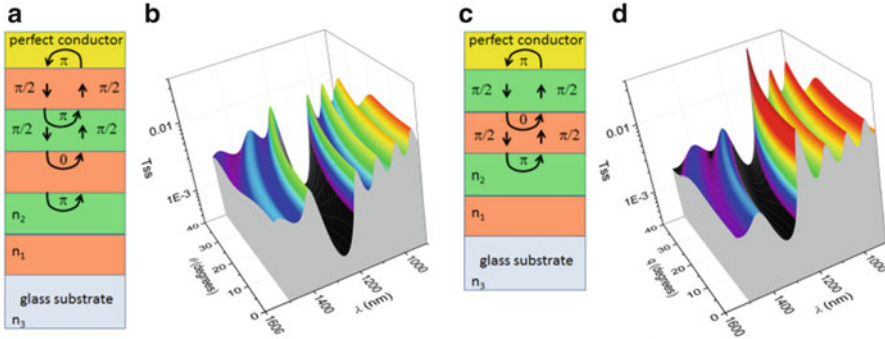 a
perfect conductor
π
π/2 π/2
π
π/2 π/2
0
π
n2
n1
glass substrate
n3
b
Tss
0.01
1E-3
40
30
20
10
0
θ(degrees)
1600
1400
1200
1000
λ (nm)
c
perfect conductor
π
0
π/2 π/2
π
n2
n1
glass substrate
n3
d
Tss
0.01
1E-3
40
30
20
10
0
q (degrees)
1600
1400
1200
1000
λ (nm)